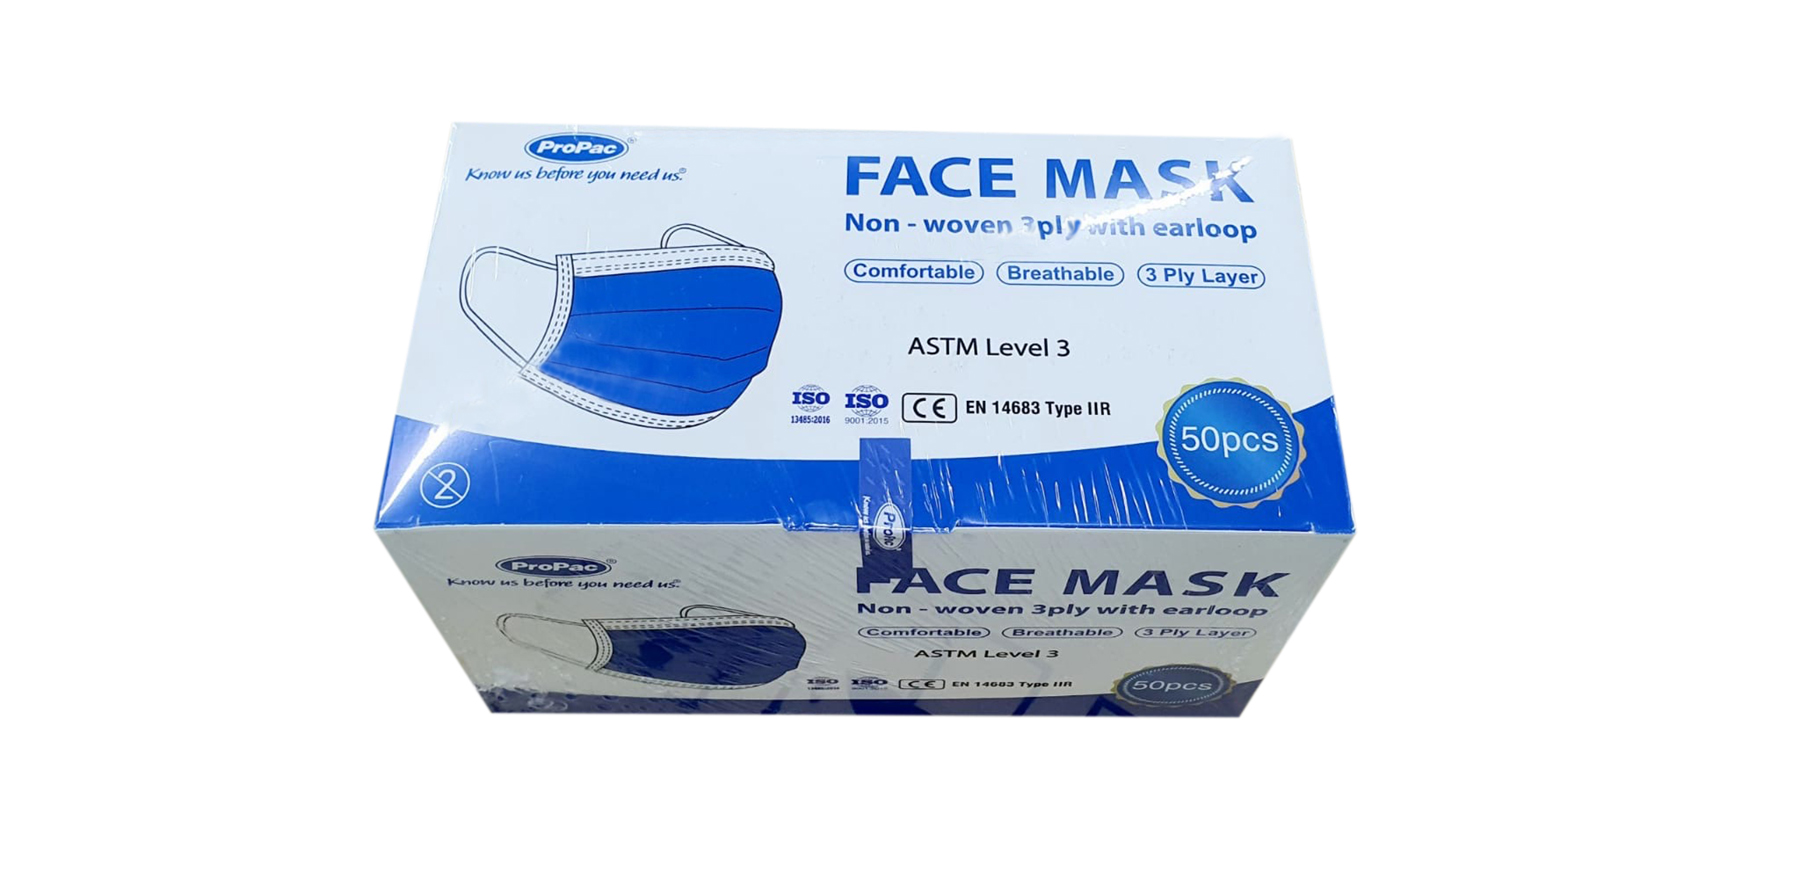 ProPac®
Know us before you need us.®
FACE MASK
Non - woven 3ply with earloop
Comfortable Breathable 3 Ply Layer
ASTM Level 3
ISO 13485:2016 ISO 9001:2015 CE EN 14683 Type IIR
50pcs
2
ProPac®
Know us before you need us.®
FACE MASK
Non - woven 3ply with earloop
Comfortable Breathable 3 Ply Layer
ASTM Level 3
ISO ISO CE EN 14683 Type IIR
50pcs